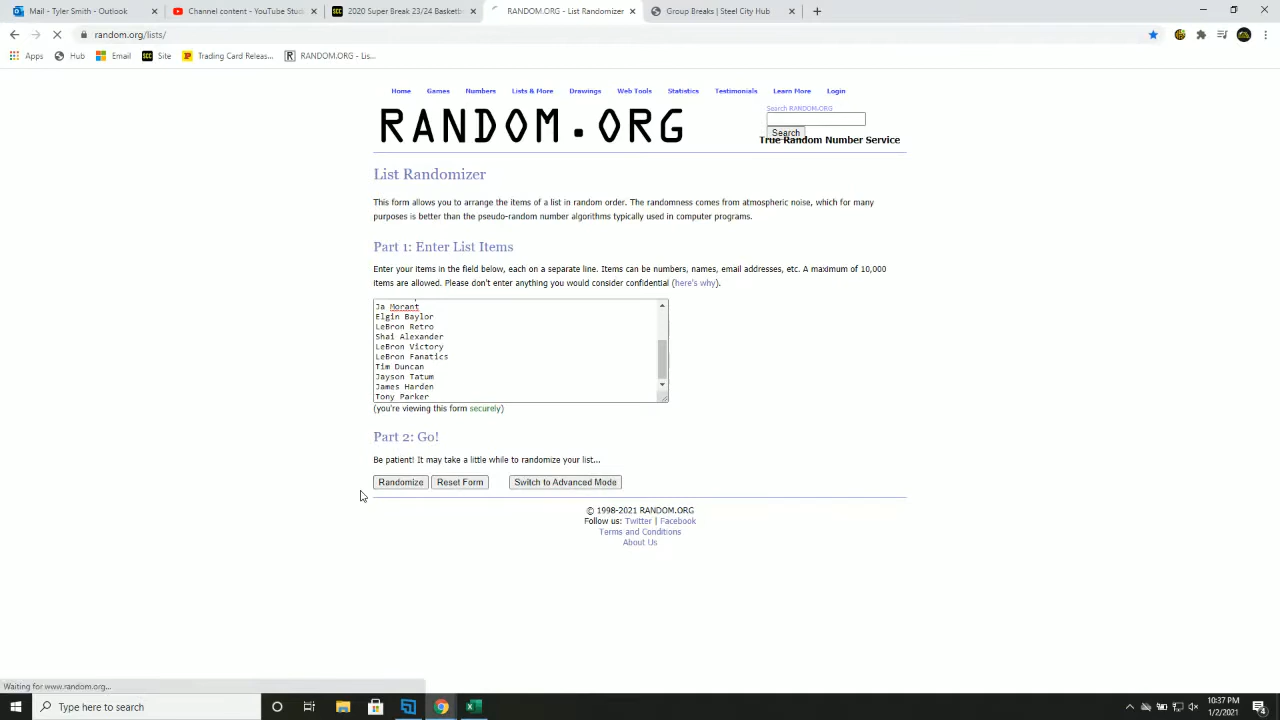 Mail - Tyler Smith - Outlook
Channel content - YouTube Stud
2020 Super Break 23/24 Basketb
RANDOM.ORG - List Randomizer
Group Breaks | Steel City
random.org/lists/
Apps
Hub
Email
Site
Trading Card Releas...
RANDOM.ORG - Lis...
Home
Games
Numbers
Lists & More
Drawings
Web Tools
Statistics
Testimonials
Learn More
Login
RANDOM.ORG
Search RANDOM.ORG
Search
True Random Number Service
List Randomizer
This form allows you to arrange the items of a list in random order. The randomness comes from atmospheric noise, which for many
purposes is better than the pseudo-random number algorithms typically used in computer programs.
Part 1: Enter List Items
Enter your items in the field below, each on a separate line. Items can be numbers, names, email addresses, etc. A maximum of 10,000
items are allowed. Please don't enter anything you would consider confidential (here's why).
Ja Morant
Elgin Baylor
LeBron Retro
Shai Alexander
LeBron Victory
LeBron Fanatics
Tim Duncan
Jayson Tatum
James Harden
Tony Parker
(you're viewing this form securely)
Part 2: Go!
Be patient! It may take a little while to randomize your list...
Randomize
Reset Form
Switch to Advanced Mode
© 1998-2021 RANDOM.ORG
Follow us: Twitter | Facebook
Terms and Conditions
About Us
Waiting for www.random.org...
Type here to search
10:37 PM
1/2/2021